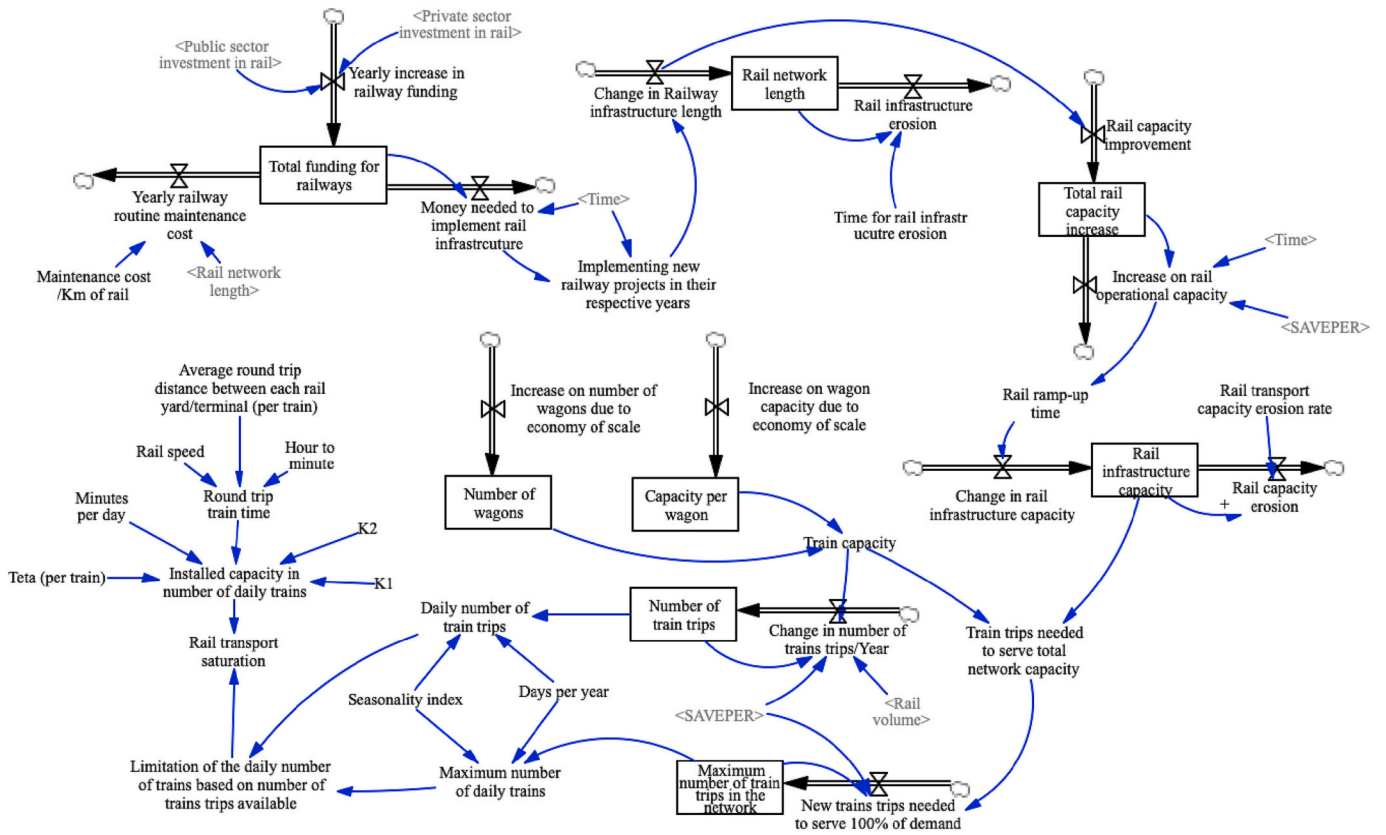 <Private sector
investment in rail>
<Public sector
investment in rail>
Yearly increase in
railway funding
Total funding for
railways
Yearly railway
routine maintenance
cost
Maintenance cost
/Km of rail
<Rail network
length>
Money needed to
implement rail
infrastrcuture
<Time>
Implementing new
railway projects in their
respective years
Change in Railway
infrastructure length
Rail network
length
Rail infrastructure
erosion
Time for rail infrastr
ucutre erosion
Rail capacity
improvement
Total rail
capacity
increase
<Time>
Increase on rail
operational capacity
<SAVEPER>
Rail ramp-up
time
Rail transport
capacity erosion rate
Change in rail
infrastructure capacity
Rail
infrastructure
capacity
+
Rail capacity
erosion
Increase on number of
wagons due to
economy of scale
Number of
wagons
Increase on wagon
capacity due to
economy of scale
Capacity per
wagon
Train capacity
Average round trip
distance between each rail
yard/terminal (per train)
Rail speed
Hour to
minute
Round trip
train time
Minutes
per day
K2
Teta (per train)
Installed capacity in
number of daily trains
K1
Rail transport
saturation
Daily number of
train trips
Number of
train trips
Change in number of
trains trips/Year
Train trips needed
to serve total
network capacity
Seasonality index
Days per year
<SAVEPER>
<Rail
volume>
Limitation of the daily number
of trains based on number of
trains trips available
Maximum number
of daily trains
Maximum
number of train
trips in the
network
New trains trips needed
to serve 100% of demand